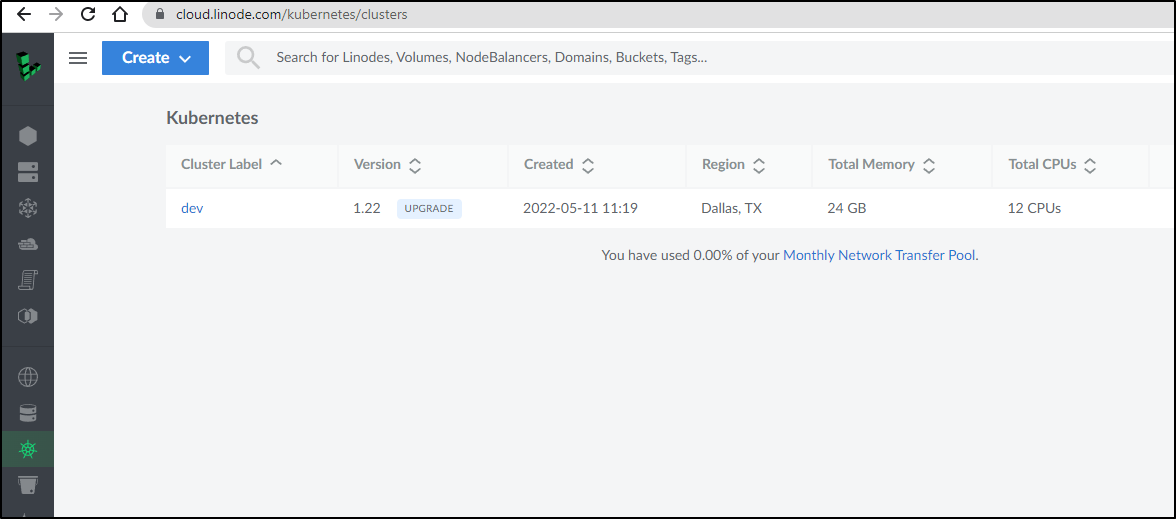 cloud.linode.com/kubernetes/clusters
Create Search for Linodes, Volumes, NodeBalancers, Domains, Buckets, Tags...
Kubernetes
Cluster Label Version Created Region Total Memory Total CPUs
dev 1.22 UPGRADE 2022-05-11 11:19 Dallas, TX 24 GB 12 CPUs
You have used 0.00% of your Monthly Network Transfer Pool.